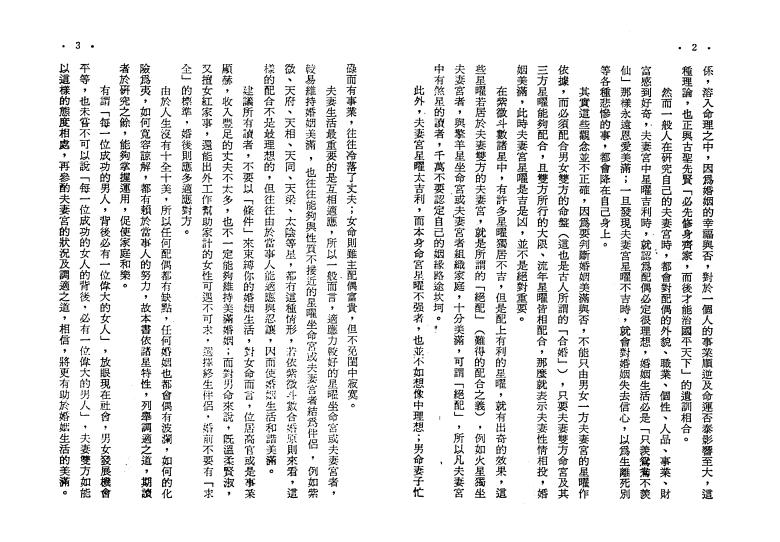 ・2・
係，溶入命理之中，因爲婚姻的幸福與否，對於一個人的事業順逆及命運否泰影響至大，這
種理論，也正與古聖先賢「必先修身齊家，而後才能治國平天下」的遺訓相合。
然而一般人在研究自己的夫妻宮時，都會對配偶的外貌、職業、個性、人品、事業、財
富感到好奇，夫妻宮中星曜吉利時，就認爲配偶必定很理想，婚姻生活必是「只羨鴛鴦不羨
仙」那樣永遠恩愛美滿；一旦發現夫妻宮星曜不吉時，就會對婚姻失去信心，以爲生離死別
等各種悲慘的事，都會降在自己身上。
其實這些觀念並不正確，因爲要判斷婚姻美滿與否，不能只由男女一方夫妻宮的星曜作
依據，而必須配合男女雙方的命盤（這也是古人所謂的「合婚」），只要夫妻雙方命宮及其
三方星曜能夠配合，且雙方所行的大限、流年星曜皆相配合，那麼就表示夫妻性情相投，婚
姻美滿，此時夫妻宮星曜是吉是凶，並不是絕對重要。
在紫微斗數諸星中，有許多星曜獨居不吉，但是配上有利的星曜，就有出奇的效果，這
些星曜若居於夫妻雙方的夫妻宮，就是所謂的「絕配」（難得的配合之義），例如火星獨坐
夫妻宮者，與擎羊星坐命宮或夫妻宮者組織家庭，十分美滿，可謂「絕配」，所以凡夫妻宮
中有煞星的讀者，千萬不要認定自己的姻緣路途坎坷。
此外，夫妻宮星曜太吉利，而本身命宮星曜不强者，也並不如想像中理想；男命妻子忙
・3・
碌而有事業，往往冷落了丈夫；女命則雖主配偶富貴，但不免閨中寂寞。
夫妻生活最重要的是互相適應，所以一般而言，適應力較好的星曜坐命宮或夫妻宮者，
較易維持婚姻美滿，也往往能夠與性質不接近的星曜坐命宮或夫妻宮者結爲伴侶，例如紫
微、天府、天相、天同、天梁、太陰等星，都有這種情形，若依紫微斗數合婚原則來看，這
樣的配合不是最理想的，但往往由於當事人能適應與忍讓，因而使婚姻生活和諧美滿。
建議所有讀者，不要以「條件」來束縛你的婚姻生活，對女命而言，位居高官或是事業
顯赫，收入豐足的丈夫不太多，也不一定能夠維持美滿婚姻；而對男命來說，旣溫柔賢淑，
又擅女紅家事，還能出外工作幫助家計的女性可遇不可求，選擇終生伴侶，婚前不要有「求
全」的標準，婚後則應多適應對方。
由於人生沒有十全十美，所以任何配偶都有缺點，任何婚姻也都會偶有波瀾，如何的化
險爲夷，如何寬容諒解，都有賴於當事人的努力，故本書依諸星特性，列舉調適之道，期讀
者於研究之餘，能夠掌握運用，促使家庭和樂。
有謂「每一位成功的男人，背後必有一位偉大的女人」，放眼現在社會，男女發展機會
平等，也未嘗不可以說「每一位成功的女人的背後，必有一位偉大的男人」，夫妻雙方如能
以這樣的態度相處，再參酌夫妻宮的狀況及調適之道，相信，將更有助於婚姻生活的美滿。